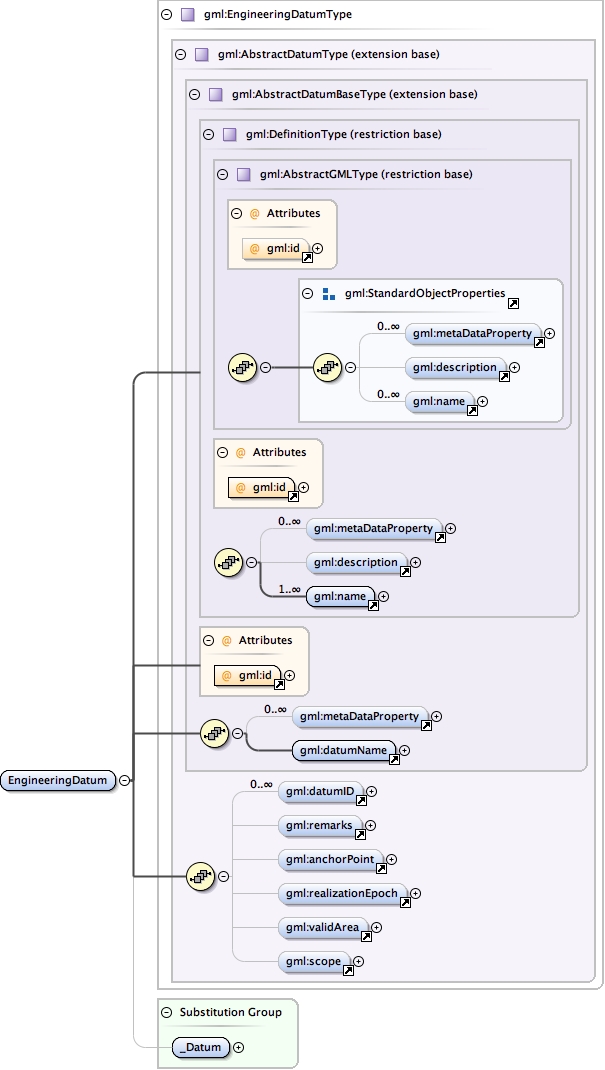 gml:EngineeringDatumType
gml:AbstractDatumType (extension base)
gml:AbstractDatumBaseType (extension base)
gml:DefinitionType (restriction base)
gml:AbstractGMLType (restriction base)
@ Attributes
@ gml:id
gml:StandardObjectProperties
0..∞
gml:metaDataProperty
gml:description
0..∞
gml:name
@ Attributes
@ gml:id
0..∞
gml:metaDataProperty
gml:description
1..∞
gml:name
@ Attributes
@ gml:id
0..∞
gml:metaDataProperty
gml:datumName
EngineeringDatum
0..∞
gml:datumID
gml:remarks
gml:anchorPoint
gml:realizationEpoch
gml:validArea
gml:scope
Substitution Group
_Datum